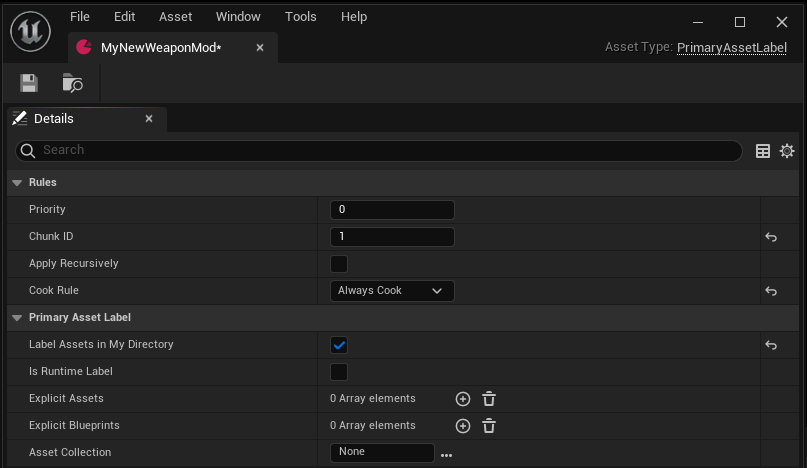 File Edit Asset Window Tools Help
MyNewWeaponMod*
Asset Type: PrimaryAssetLabel
Details
Search
Rules
Priority 0
Chunk ID 1
Apply Recursively
Cook Rule Always Cook
Primary Asset Label
Label Assets in My Directory
Is Runtime Label
Explicit Assets 0 Array elements
Explicit Blueprints 0 Array elements
Asset Collection None